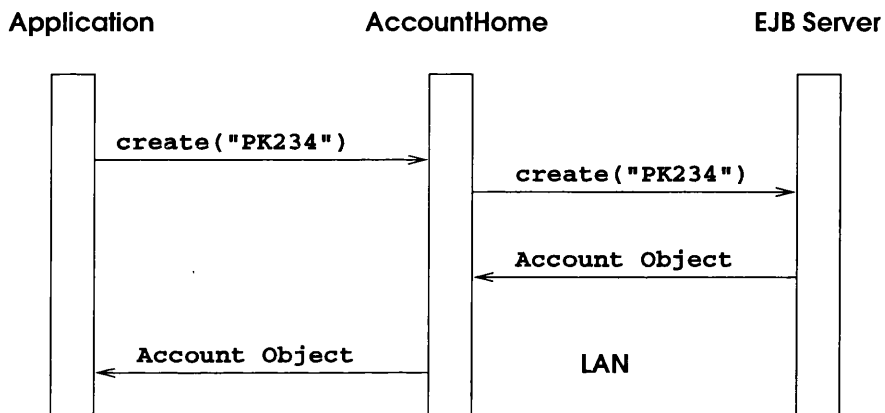 Application AccountHome EJB Server
create("PK234")
create("PK234")
Account Object
Account Object
LAN